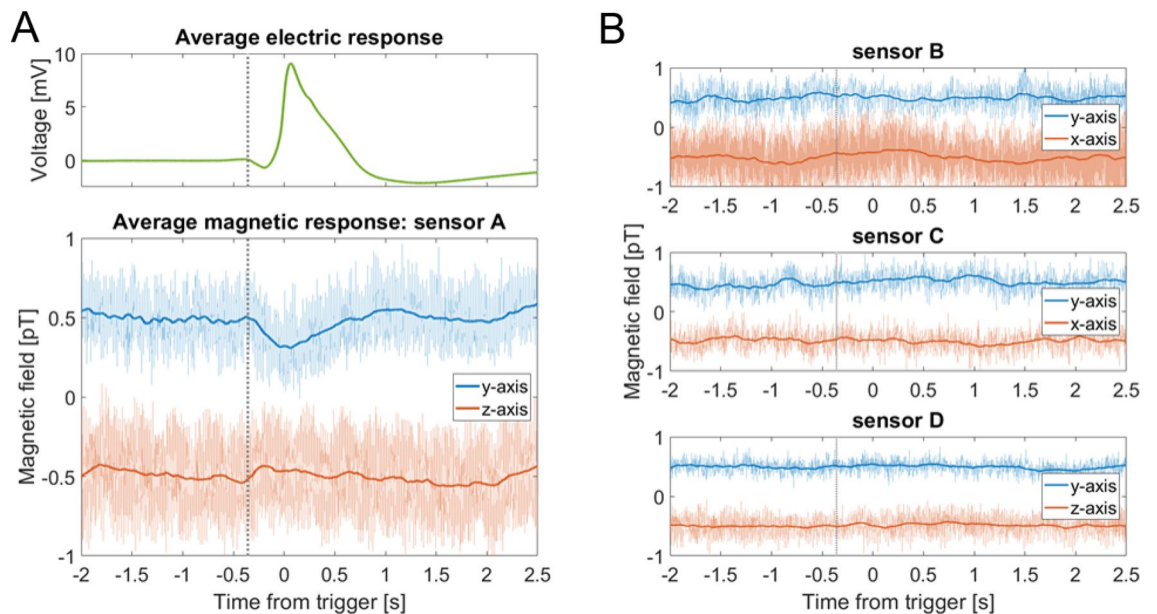 A
Average electric response
Voltage [mV]
10
5
0
Average magnetic response: sensor A
Magnetic field [pT]
1
0.5
0
-0.5
-1
y-axis
z-axis
-2 -1.5 -1 -0.5 0 0.5 1 1.5 2 2.5
Time from trigger [s]
B
Magnetic field [pT]
sensor B
1
0
-1
y-axis
x-axis
-2 -1.5 -1 -0.5 0 0.5 1 1.5 2 2.5
sensor C
1
0
-1
y-axis
x-axis
-2 -1.5 -1 -0.5 0 0.5 1 1.5 2 2.5
sensor D
1
0
-1
y-axis
z-axis
-2 -1.5 -1 -0.5 0 0.5 1 1.5 2 2.5
Time from trigger [s]